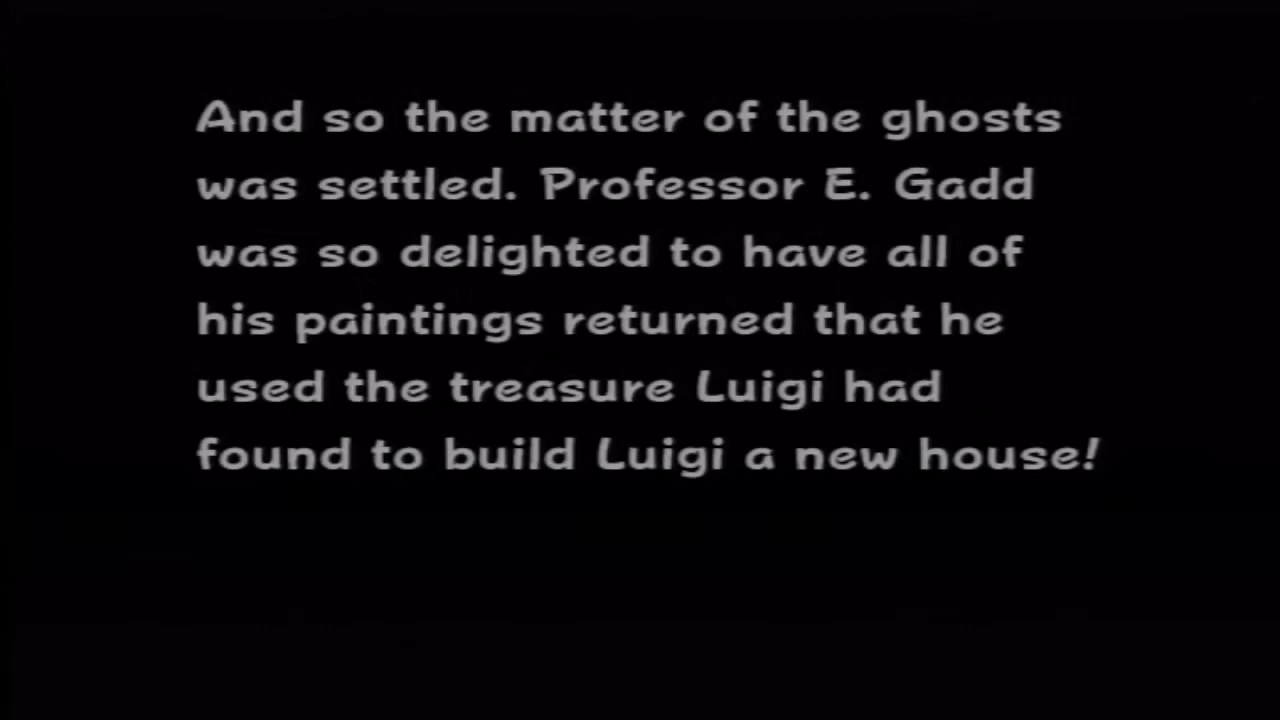 And so the matter of the ghosts
was settled. Professor E. Gadd
was so delighted to have all of
his paintings returned that he
used the treasure Luigi had
found to build Luigi a new house!